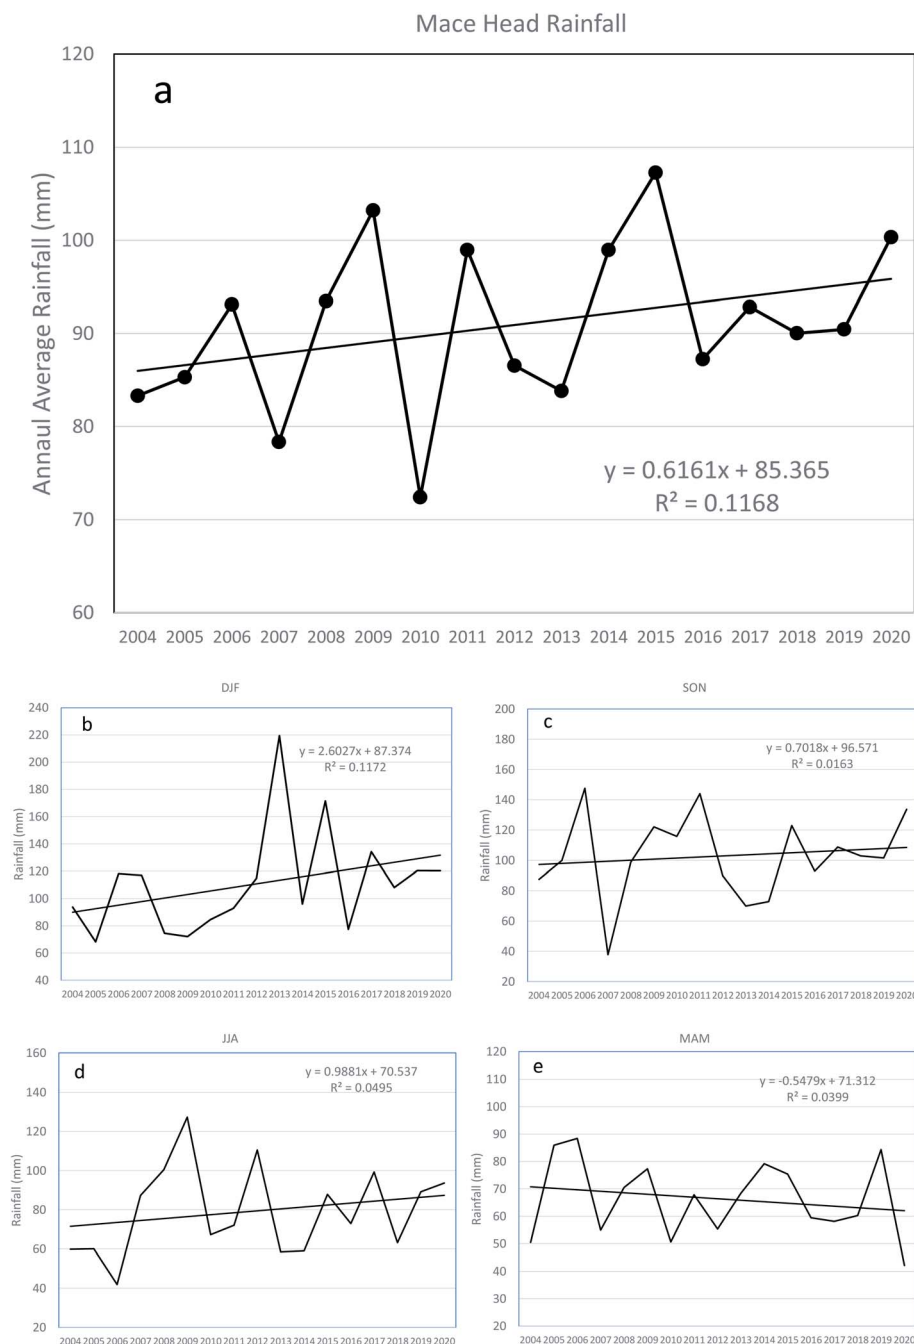 Mace Head Rainfall
a
Annaul Average Rainfall (mm)
120
110
100
90
80
70
60
y = 0.6161x + 85.365
R² = 0.1168
2004 2005 2006 2007 2008 2009 2010 2011 2012 2013 2014 2015 2016 2017 2018 2019 2020
DJF
b
Rainfall (mm)
240
220
200
180
160
140
120
100
80
60
40
y = 2.6027x + 87.374
R² = 0.1172
2004 2005 2006 2007 2008 2009 2010 2011 2012 2013 2014 2015 2016 2017 2018 2019 2020
SON
c
Rainfall (mm)
200
180
160
140
120
100
80
60
40
20
y = 0.7018x + 96.571
R² = 0.0163
2004 2005 2006 2007 2008 2009 2010 2011 2012 2013 2014 2015 2016 2017 2018 2019 2020
JJA
d
Rainfall (mm)
160
140
120
100
80
60
40
20
y = 0.9881x + 70.537
R² = 0.0495
2004 2005 2006 2007 2008 2009 2010 2011 2012 2013 2014 2015 2016 2017 2018 2019 2020
MAM
e
Rainfall (mm)
120
110
100
90
80
70
60
50
40
30
20
y = -0.5479x + 71.312
R² = 0.0399
2004 2005 2006 2007 2008 2009 2010 2011 2012 2013 2014 2015 2016 2017 2018 2019 2020